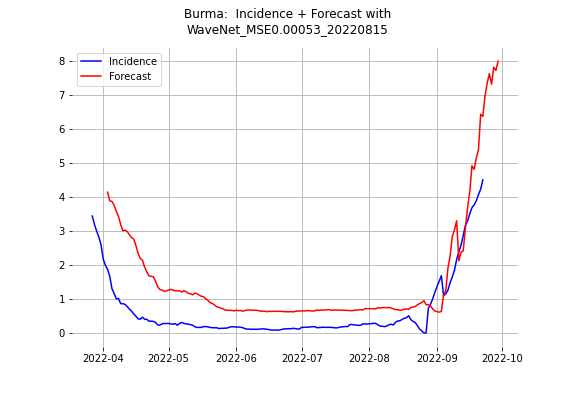 Burma:  Incidence + Forecast with
WaveNet_MSE0.00053_20220815
Incidence
Forecast
8
7
6
5
4
3
2
1
0
2022-04 2022-05 2022-06 2022-07 2022-08 2022-09 2022-10